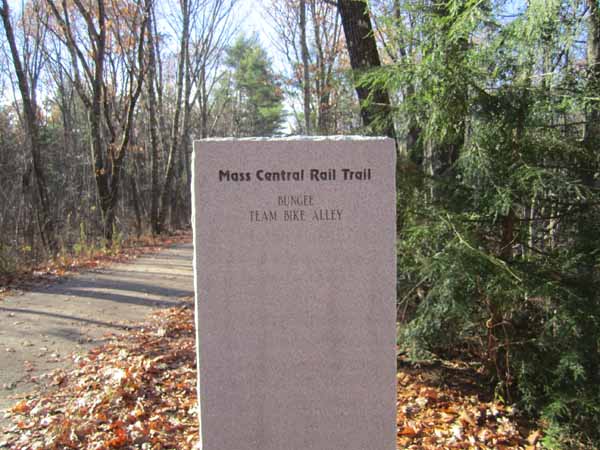 Mass Central Rail Trail
BUNGEE
TEAM BIKE ALLEY